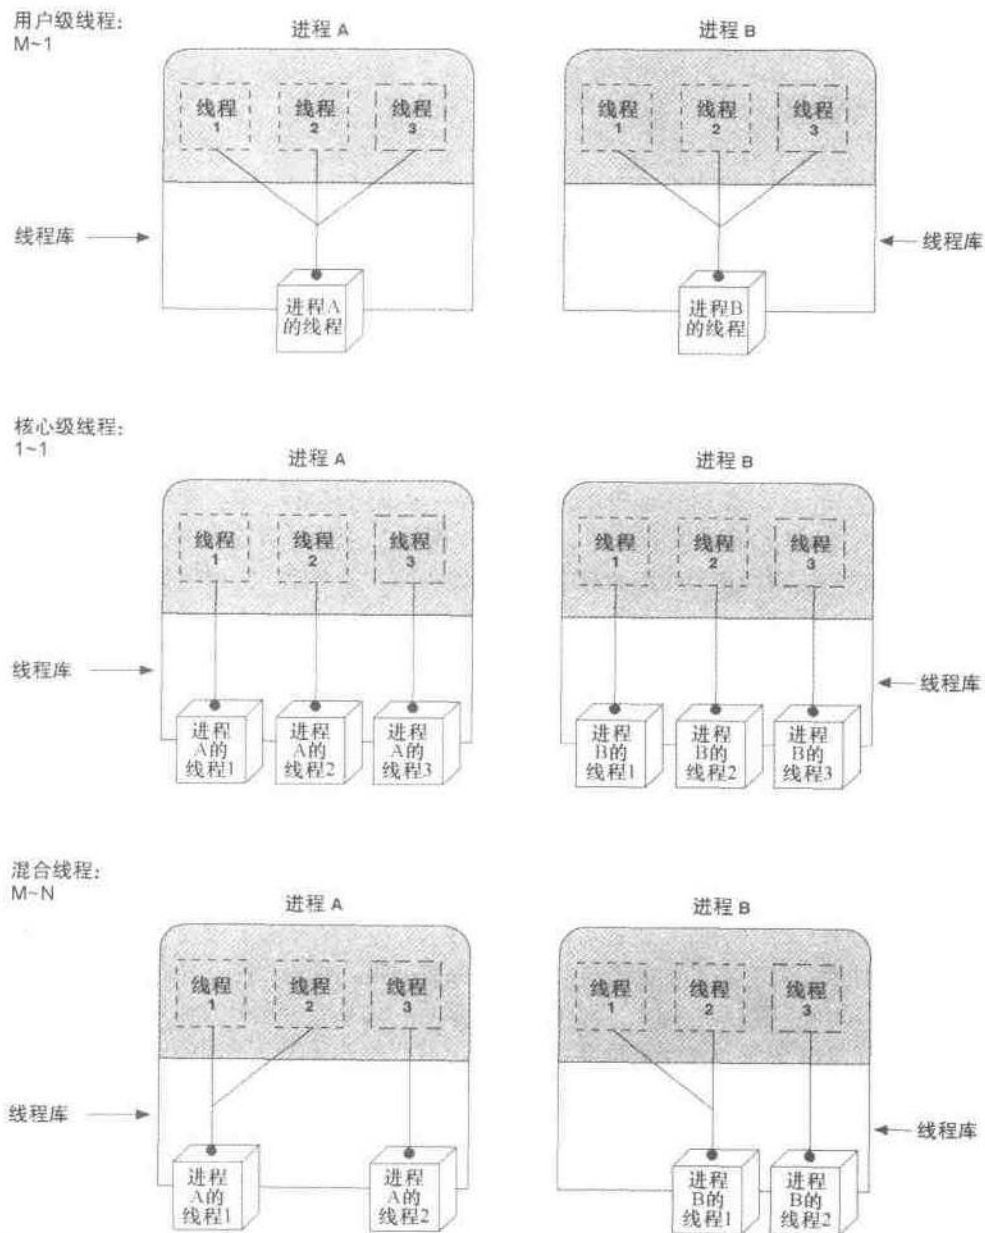 用户级线程:
M~1
进程 A
进程 B
线程
1
线程
2
线程
3
线程
1
线程
2
线程
3
线程库
线程库
进程A
的线程
进程B
的线程
核心级线程:
1~1
进程 A
进程 B
线程
1
线程
2
线程
3
线程
1
线程
2
线程
3
线程库
线程库
进程
A的
线程1
进程
A的
线程2
进程
A的
线程3
进程
B的
线程1
进程
B的
线程2
进程
B的
线程3
混合线程:
M~N
进程 A
进程 B
线程
1
线程
2
线程
3
线程
1
线程
2
线程
3
线程库
线程库
进程
A的
线程1
进程
A的
线程2
进程
B的
线程1
进程
B的
线程2